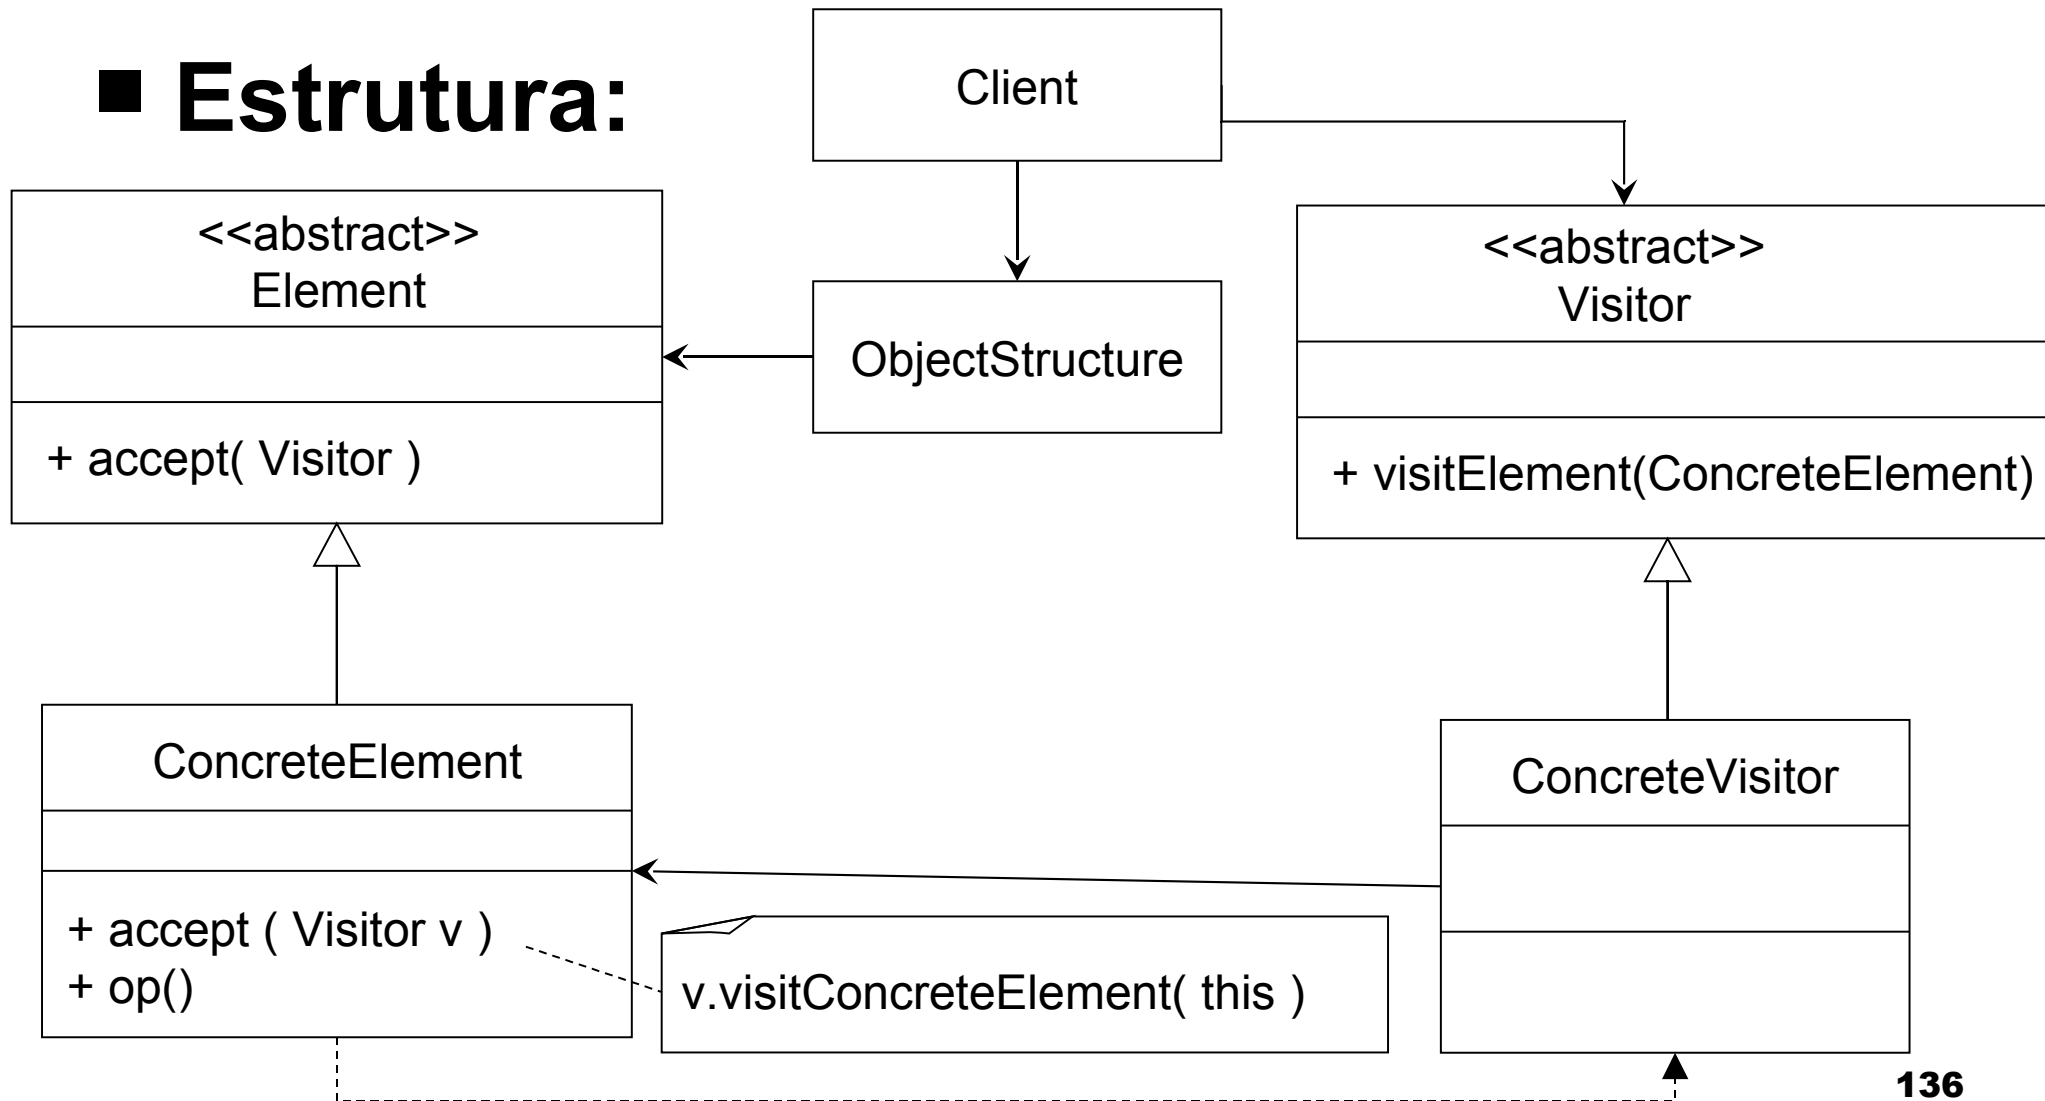 ■ Estrutura:
Client
<<abstract>>
Element
+ accept( Visitor )
ObjectStructure
<<abstract>>
Visitor
+ visitElement(ConcreteElement)
ConcreteElement
+ accept ( Visitor v )
+ op()
v.visitConcreteElement( this )
ConcreteVisitor
136